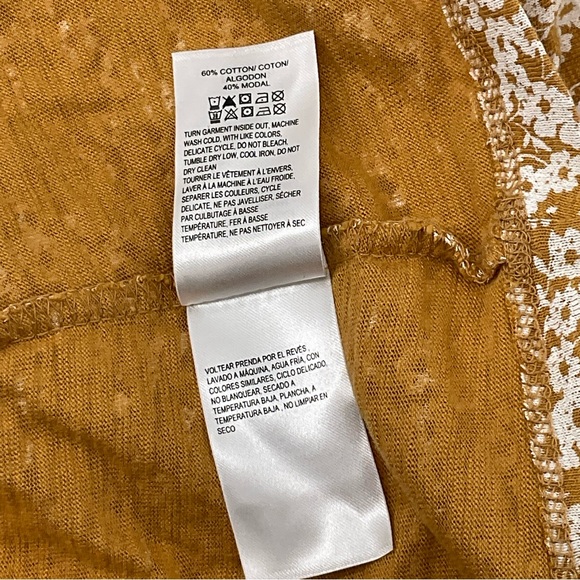 60% COTTON/ COTON/
ALGODON
40% MODAL
TURN GARMENT INSIDE OUT, MACHINE
WASH COLD, WITH LIKE COLORS,
DELICATE CYCLE, DO NOT BLEACH,
TUMBLE DRY LOW, COOL IRON, DO NOT
DRY CLEAN
TOURNER LE VÊTEMENT À L'ENVERS,
LAVER À LA MACHINE À L'EAU FROIDE,
SEPARER LES COULEURS, CYCLE
DELICATE, NE PAS JAVELLISER, SÉCHER
PAR CULBUTAGE À BASSE
TEMPÉRATURE, FER À BASSE
TEMPÉRATURE, NE PAS NETTOYER À SEC
VOLTEAR PRENDA POR EL REVÉS ,
LAVADO A MÁQUINA, AGUA FRÍA, CON
COLORES SIMILARES, CICLO DELICADO,
NO BLANQUEAR, SECADO A
TEMPERATURA BAJA, PLANCHA, A
TEMPERATURA BAJA, NO LIMPIAR EN
SECO